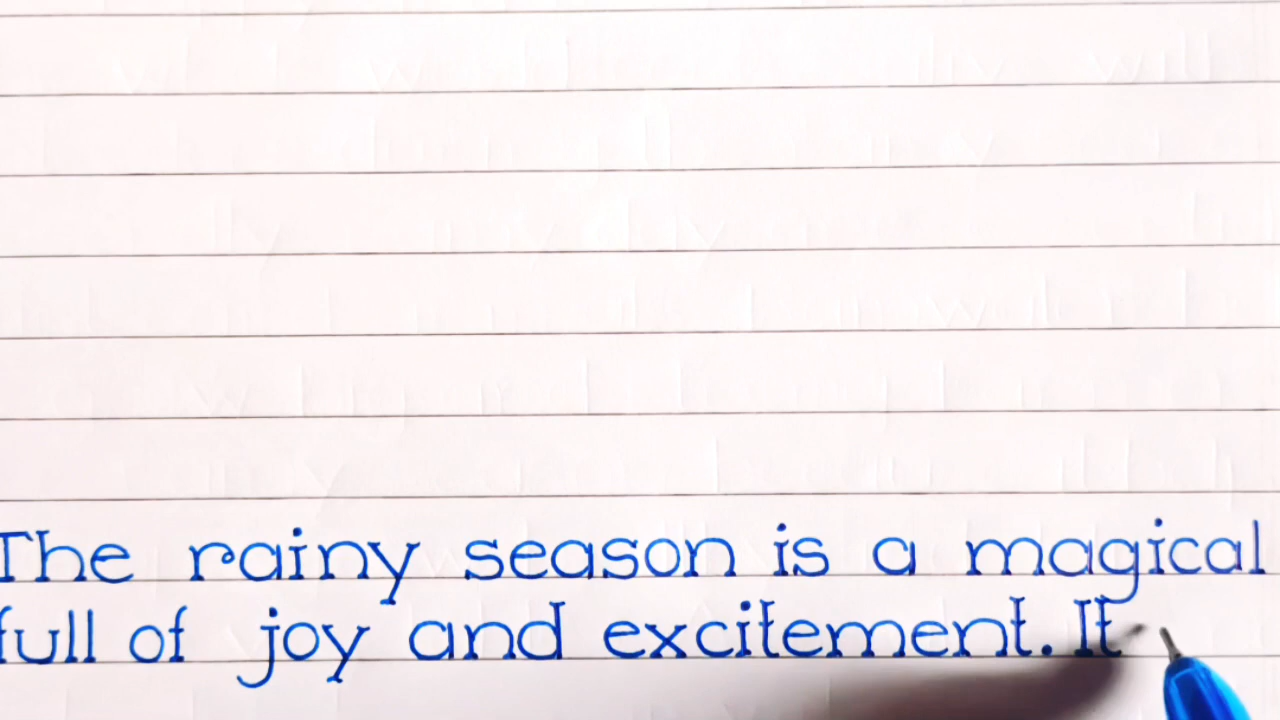 The rainy season is a magical
full of joy and excitement. It